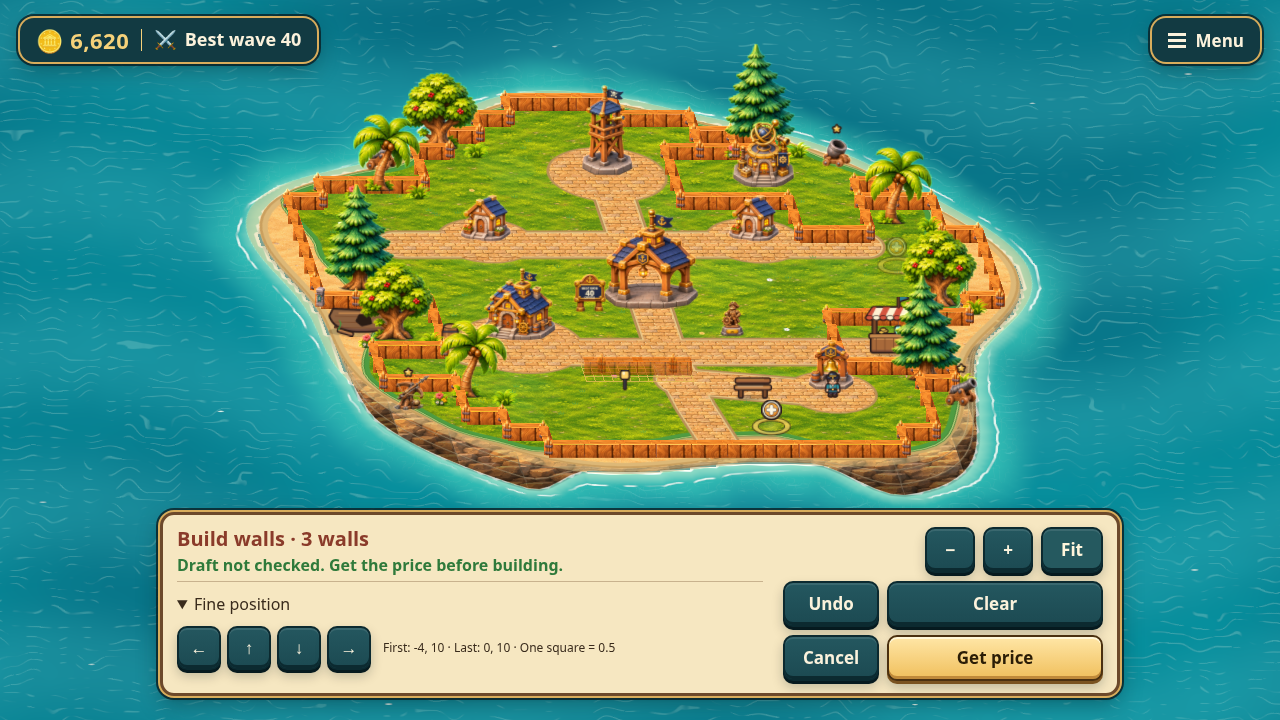 6,620
Best wave 40
Menu
40
Build walls · 3 walls
Draft not checked. Get the price before building.
▼ Fine position
← ↑ ↓ →
First: -4, 10 · Last: 0, 10 · One square = 0.5
− + Fit
Undo Clear
Cancel Get price